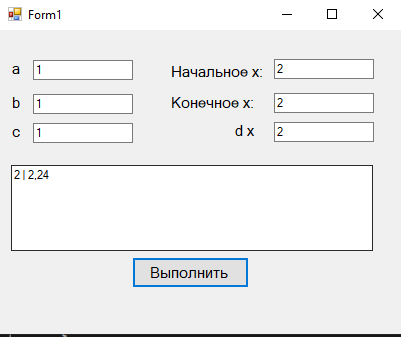 Form1
a 1 Начальное x: 2
b 1 Конечное x: 2
c 1 d x 2
2 | 2,24
Выполнить